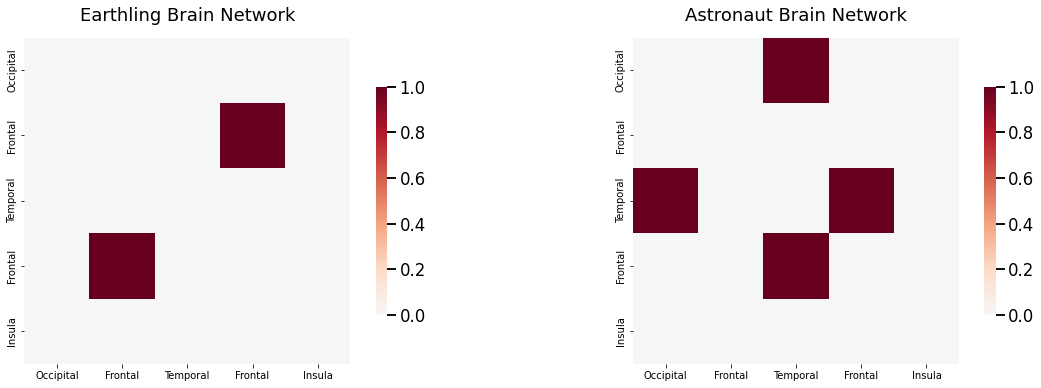 Earthling Brain Network
Occipital
Frontal
Temporal
Frontal
Insula
Occipital Frontal Temporal Frontal Insula
1.0
0.8
0.6
0.4
0.2
0.0
Astronaut Brain Network
Occipital
Frontal
Temporal
Frontal
Insula
Occipital Frontal Temporal Frontal Insula
1.0
0.8
0.6
0.4
0.2
0.0